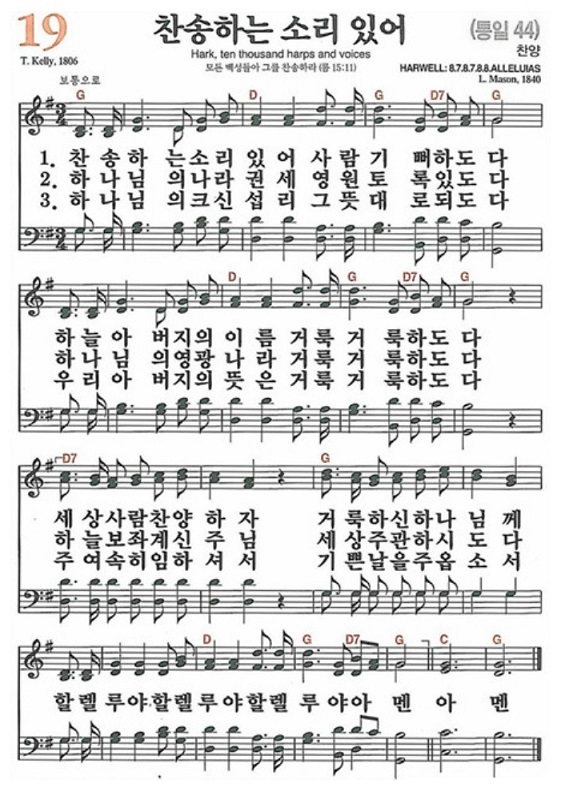 19
찬송하는 소리 있어
(통일 44)
Hark, ten thousand harps and voices
찬양
T. Kelly, 1806
모든 백성들아 그를 찬송하라 (롬 15:11)
HARWELL: 8.7.8.7.8.8.ALLELUIAS
L. Mason, 1840
보통으로
G D G D7 G
1. 찬 송 하 는소리 있 어 사 람 기 뻐하도 다
2. 하 나 님 의나라 권 세 영 원 토 록있도 다
3. 하 나 님 의크신 섭 리 그 뜻 대 로되도 다
D G D7 G
하 늘 아 버지의 이 름 거 룩 거 룩하도 다
하 나 님 의영광 나 라 거 룩 거 룩하도 다
우 리 아 버지의 뜻 은 거 룩 거 룩하도 다
D7 G
세 상사람찬양 하 자 거 룩하신하나 님 께
하 늘보좌계신 주 님 세 상주관하시 도 다
주 여속히임하 셔 서 기 쁜날을주옵 소 서
D G D7 G C G
할렐 루야할렐 루야할렐 루 야아 멘 아 멘